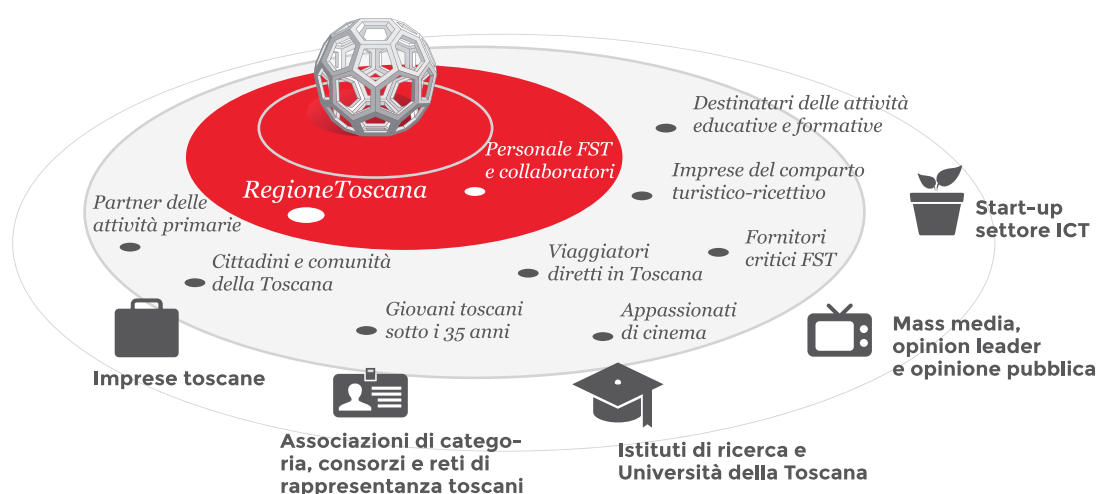 Destinatari delle attività
educative e formative
Personale FST
e collaboratori
Imprese del comparto
turistico-ricettivo
RegioneToscana
Partner delle
attività primarie
Start-up
settore ICT
Fornitori
critici FST
Viaggiatori
diretti in Toscana
Cittadini e comunità
della Toscana
Giovani toscani
sotto i 35 anni
Appassionati
di cinema
Mass media,
opinion leader
e opinione pubblica
Imprese toscane
Associazioni di catego-
ria, consorzi e reti di
rappresentanza toscani
Istituti di ricerca e
Università della Toscana